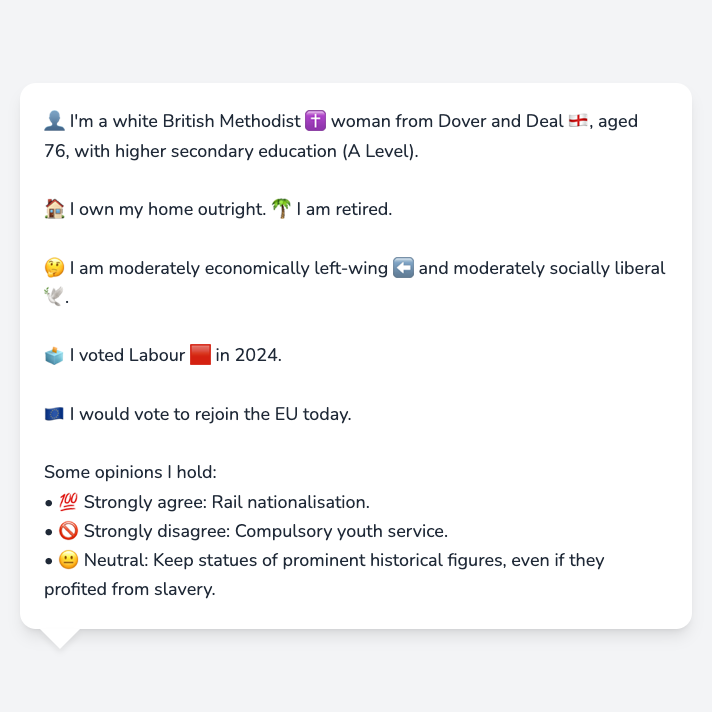 👤 I'm a white British Methodist ✝️ woman from Dover and Deal 🏴󠁧󠁢󠁥󠁮󠁧󠁿, aged
76, with higher secondary education (A Level).
🏠 I own my home outright. 🌴 I am retired.
🤔 I am moderately economically left-wing ⬅️ and moderately socially liberal
🕊️.
🗳️ I voted Labour 🟥 in 2024.
🇪🇺 I would vote to rejoin the EU today.
Some opinions I hold:
• 💯 Strongly agree: Rail nationalisation.
• 🚫 Strongly disagree: Compulsory youth service.
• 😐 Neutral: Keep statues of prominent historical figures, even if they
profited from slavery.